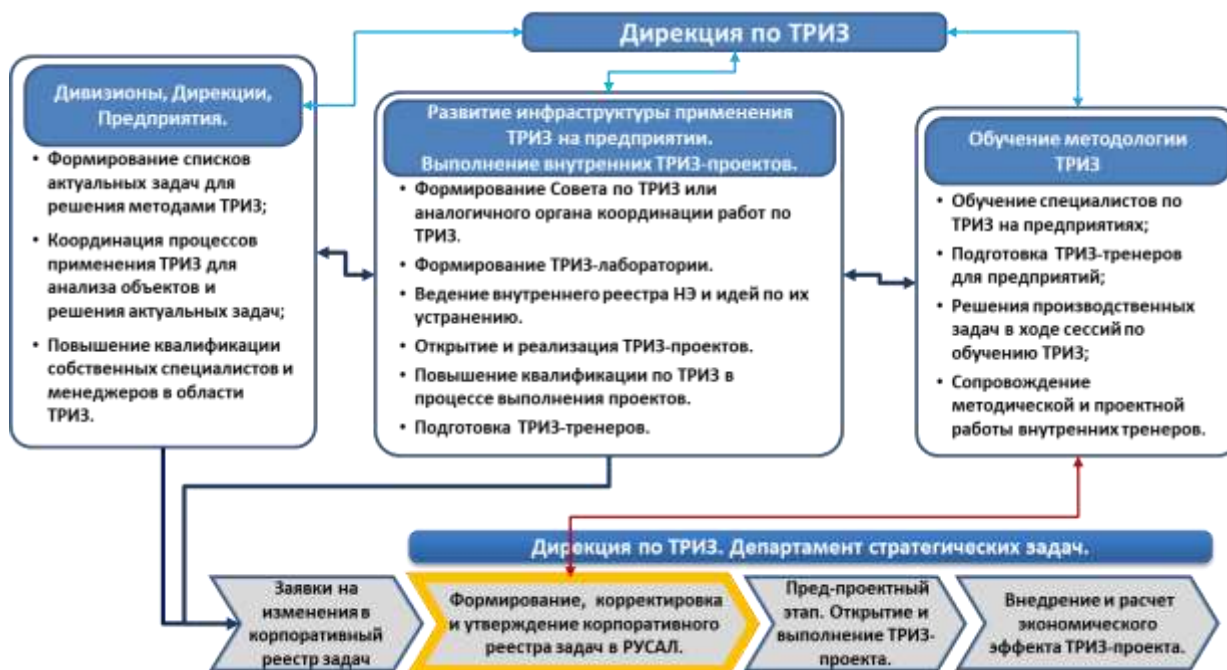 Дирекция по ТРИЗ
Дивизионы, Дирекции,
Предприятия.
• Формирование списков
актуальных задач для
решения методами ТРИЗ;
• Координация процессов
применения ТРИЗ для
анализа объектов и
решения актуальных задач;
• Повышение квалификации
собственных специалистов и
менеджеров в области
ТРИЗ.
Развитие инфраструктуры применения
ТРИЗ на предприятии.
Выполнение внутренних ТРИЗ-проектов.
• Формирование Совета по ТРИЗ или
аналогичного органа координации работ по
ТРИЗ.
• Формирование ТРИЗ-лаборатории.
• Ведение внутреннего реестра НЭ и идей по их
устранению.
• Открытие и реализация ТРИЗ-проектов.
• Повышение квалификации по ТРИЗ в
процессе выполнения проектов.
• Подготовка ТРИЗ-тренеров.
Обучение методологии
ТРИЗ
• Обучение специалистов по
ТРИЗ на предприятиях;
• Подготовка ТРИЗ-тренеров
для предприятий;
• Решения производственных
задач в ходе сессий по
обучению ТРИЗ;
• Сопровождение
методической и проектной
работы внутренних тренеров.
Дирекция по ТРИЗ. Департамент стратегических задач.
Заявки на
изменения в
корпоративный
реестр задач
Формирование, корректировка
и утверждение корпоративного
реестра задач в РУСАЛ.
Пред-проектный
этап. Открытие и
выполнение ТРИЗ-
проекта.
Внедрение и расчет
экономического
эффекта ТРИЗ-проекта.